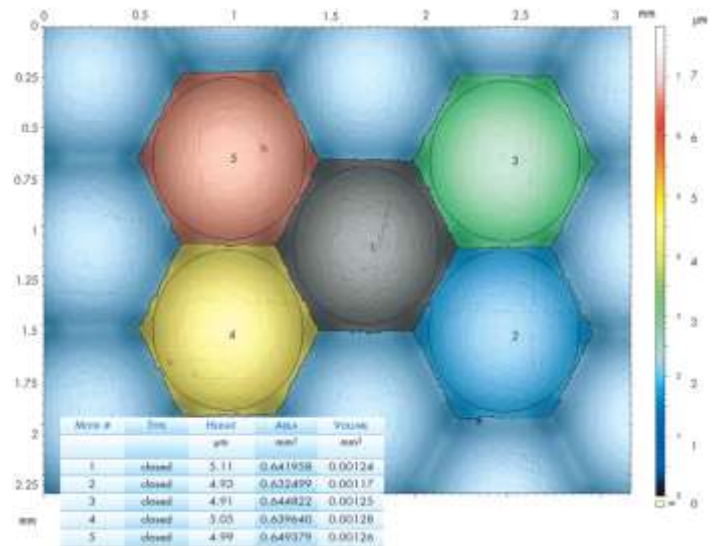 0 0.5 1 1.5 2 2.5 3 mm µm
0
0.25
0.5
0.75
1
1.25
1.5
1.75
2
2.25
mm
7
6
5
4
3
2
1
0
5
3
1
4
2
Motif # Type Height Area Volume
µm mm² mm³
1 closed 5.11 0.641958 0.00124
2 closed 4.93 0.632499 0.00117
3 closed 4.91 0.644822 0.00125
4 closed 5.05 0.639640 0.00128
5 closed 4.99 0.649379 0.00126